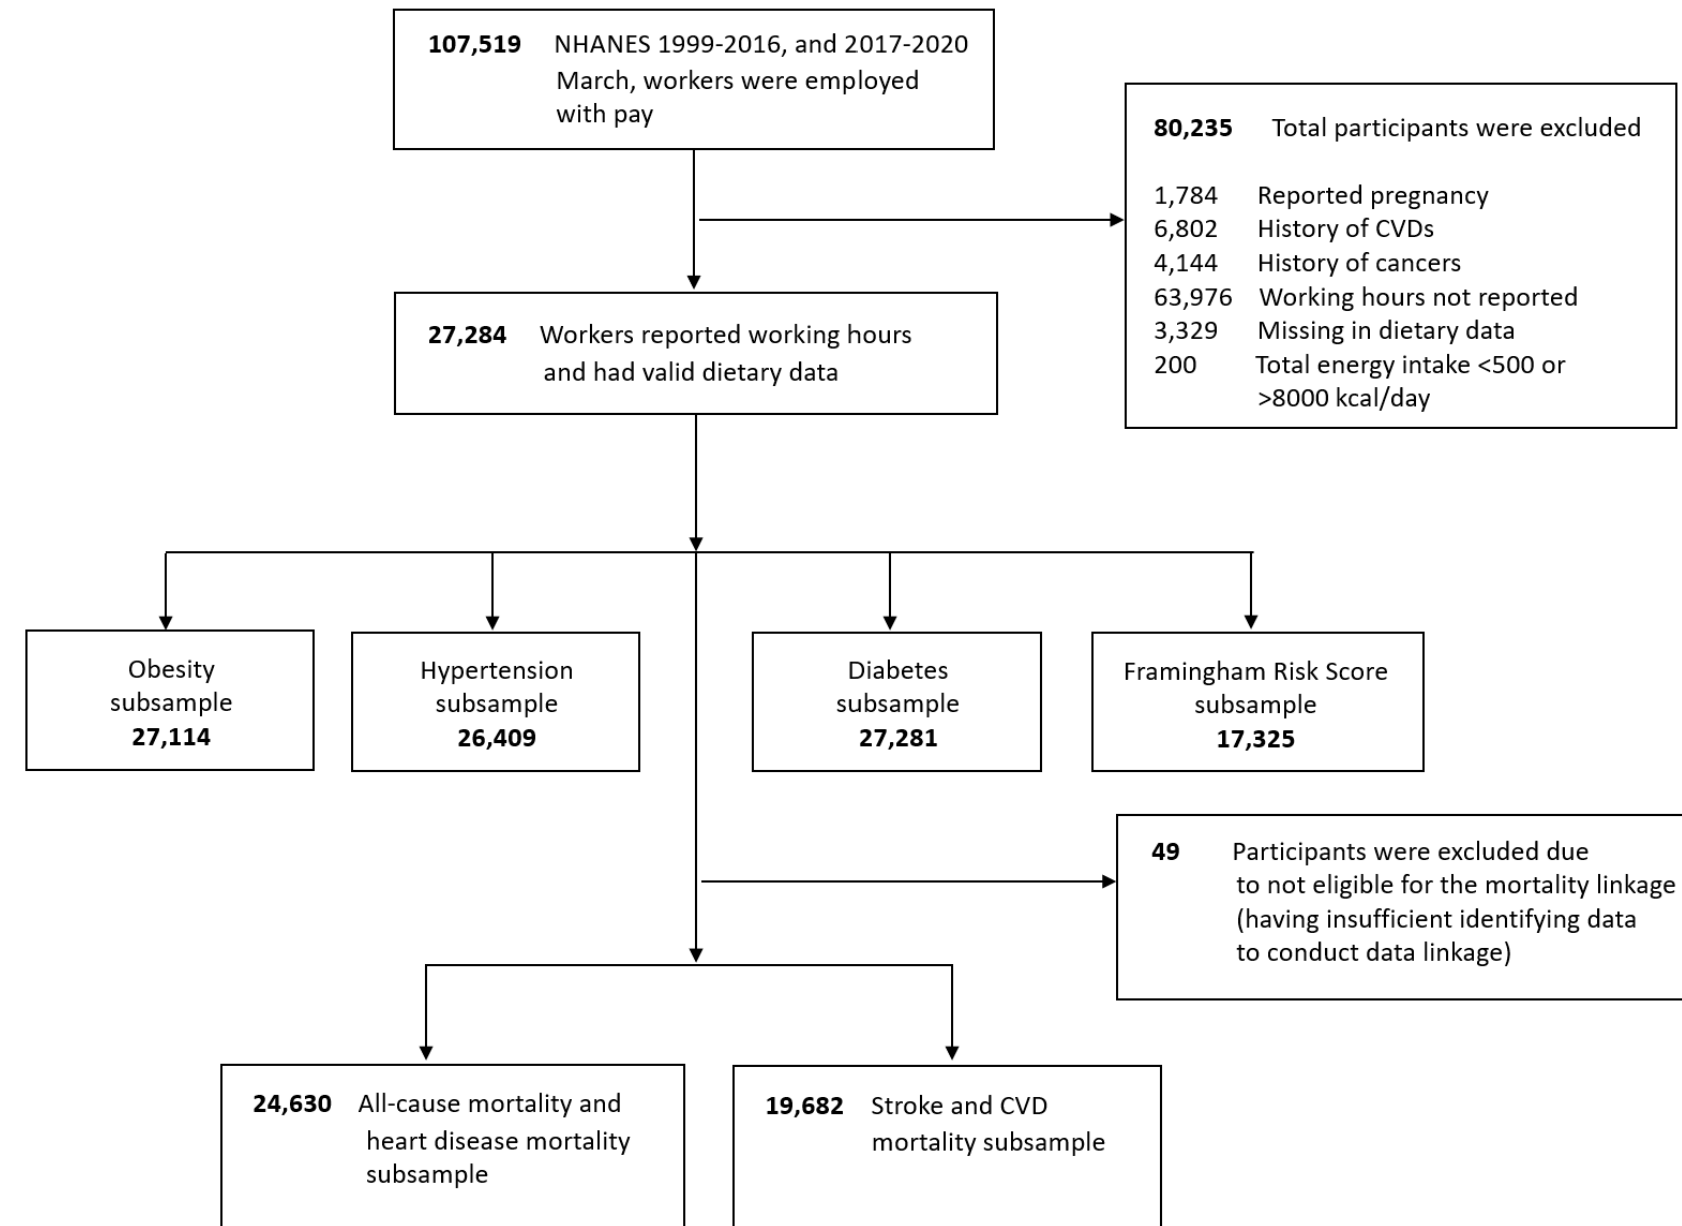 107,519 NHANES 1999-2016, and 2017-2020
March, workers were employed
with pay
80,235 Total participants were excluded
1,784 Reported pregnancy
6,802 History of CVDs
4,144 History of cancers
63,976 Working hours not reported
3,329 Missing in dietary data
200 Total energy intake <500 or
>8000 kcal/day
27,284 Workers reported working hours
and had valid dietary data
Obesity
subsample
27,114
Hypertension
subsample
26,409
Diabetes
subsample
27,281
Framingham Risk Score
subsample
17,325
49 Participants were excluded due
to not eligible for the mortality linkage
(having insufficient identifying data
to conduct data linkage)
24,630 All-cause mortality and
heart disease mortality
subsample
19,682 Stroke and CVD
mortality subsample